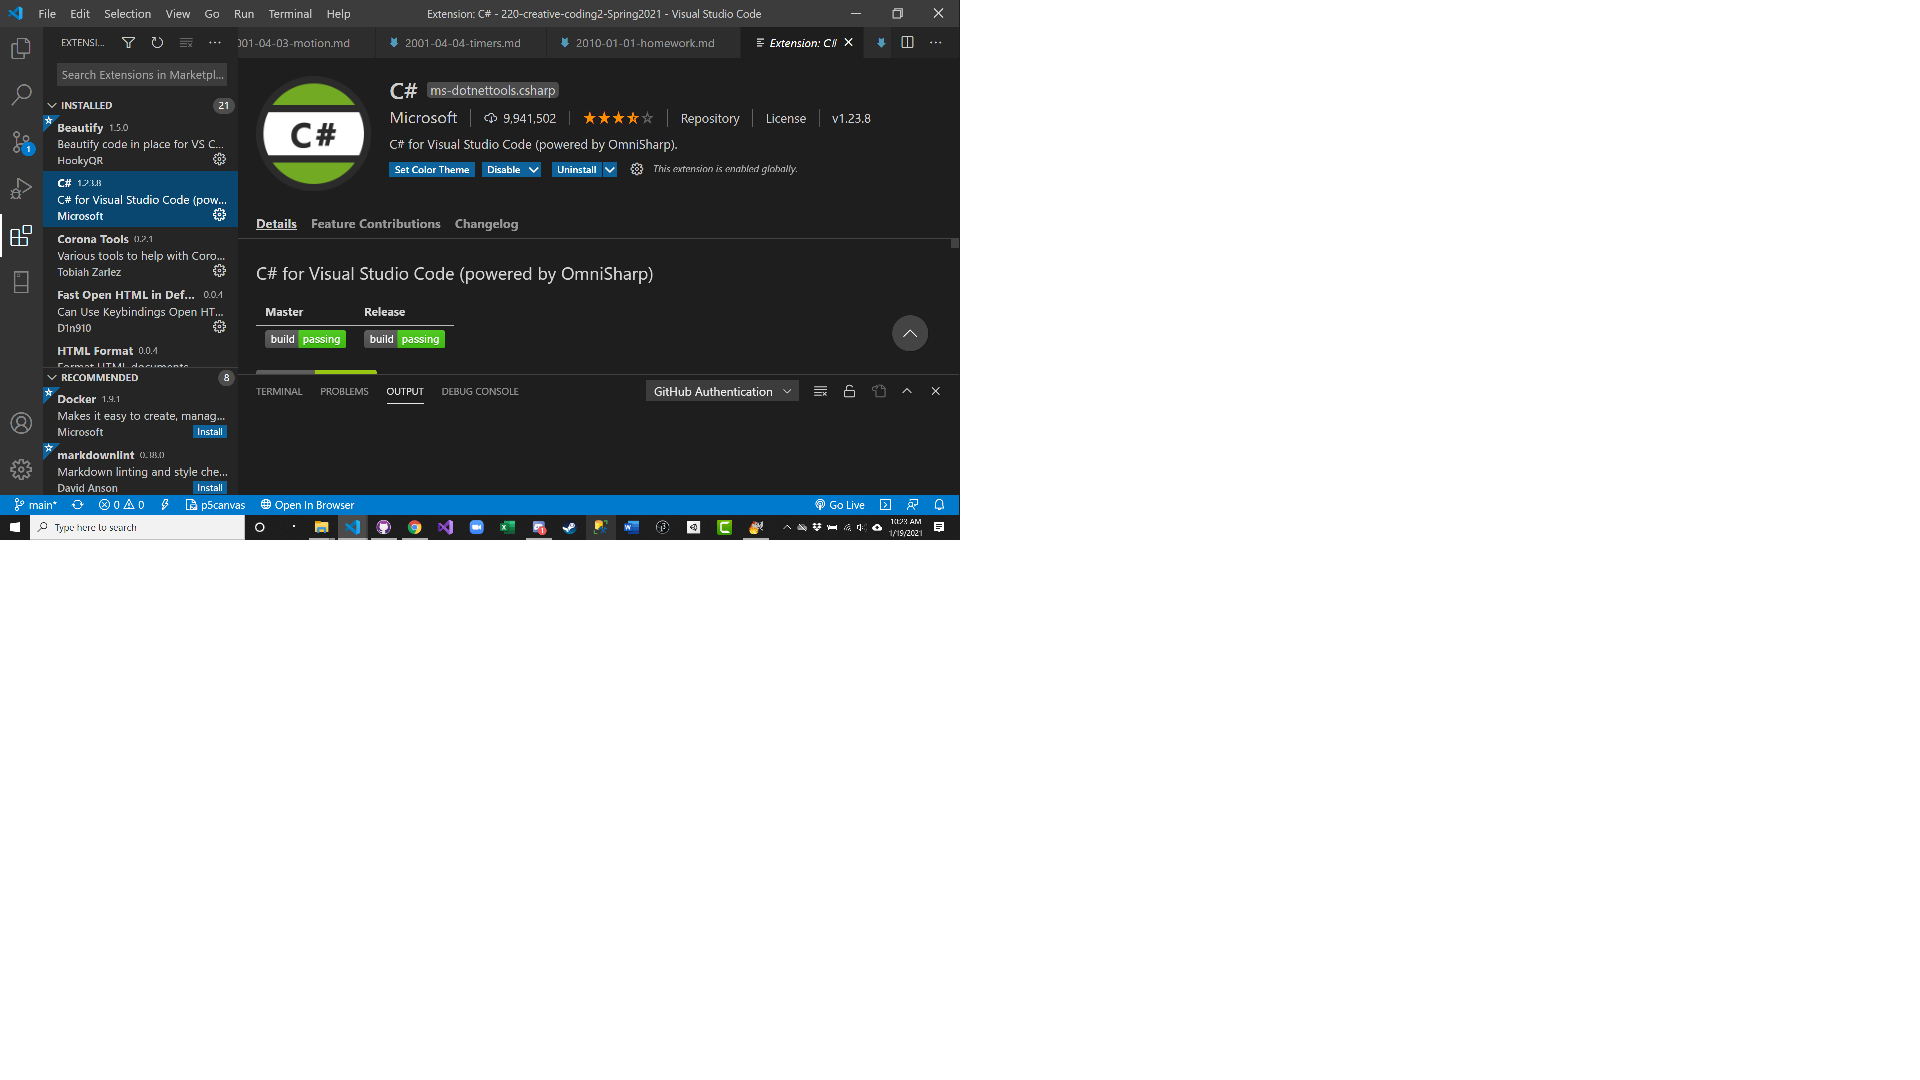 File Edit Selection View Go Run Terminal Help
Extension: C# - 220-creative-coding2-Spring2021 - Visual Studio Code
EXTENSI...
001-04-03-motion.md
2001-04-04-timers.md
2010-01-01-homework.md
Extension: C#
Search Extensions in Marketpl...
INSTALLED 21
Beautify 1.5.0
Beautify code in place for VS C...
HookyQR
C# 1.23.8
C# for Visual Studio Code (pow...
Microsoft
Corona Tools 0.2.1
Various tools to help with Coro...
Tobiah Zarlez
Fast Open HTML in Def... 0.0.4
Can Use Keybindings Open HT...
D1n910
HTML Format 0.0.4
Format HTML documents
RECOMMENDED 8
Docker 1.9.1
Makes it easy to create, manag...
Microsoft Install
markdownlint 0.38.0
Markdown linting and style che...
David Anson Install
1
C#
C# ms-dotnettools.csharp
Microsoft 9,941,502 Repository License v1.23.8
C# for Visual Studio Code (powered by OmniSharp).
Set Color Theme Disable Uninstall This extension is enabled globally.
Details Feature Contributions Changelog
C# for Visual Studio Code (powered by OmniSharp)
Master Release
build passing build passing
TERMINAL PROBLEMS OUTPUT DEBUG CONSOLE GitHub Authentication
main* 0 0 p5canvas Open In Browser Go Live
Type here to search
10:23 AM
1/19/2021